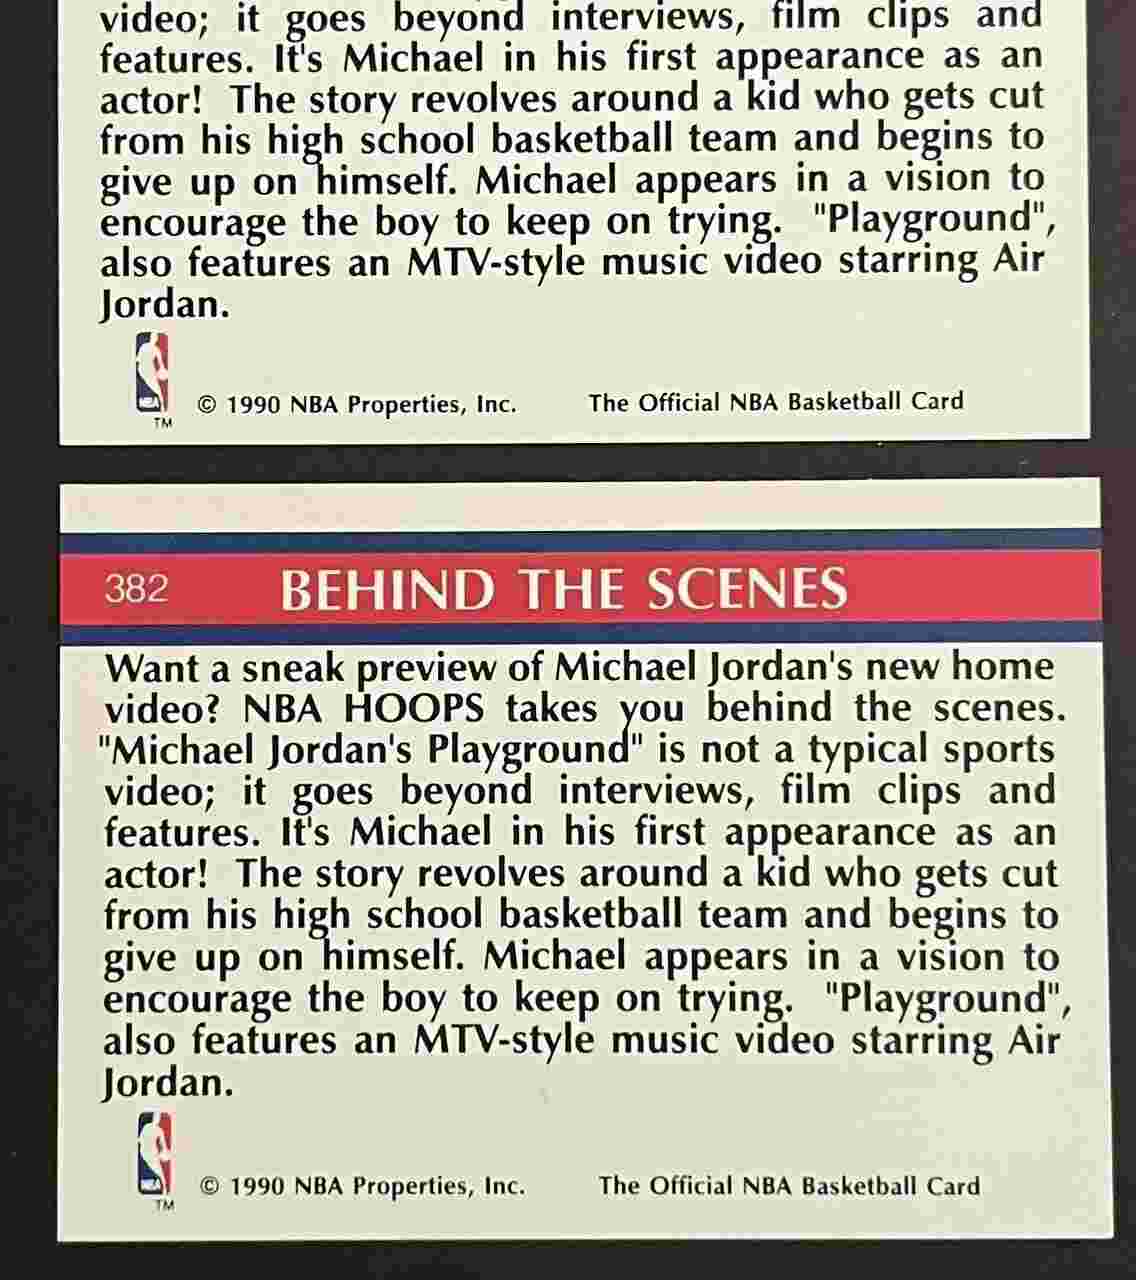 video; it goes beyond interviews, film clips and
features. It's Michael in his first appearance as an
actor! The story revolves around a kid who gets cut
from his high school basketball team and begins to
give up on himself. Michael appears in a vision to
encourage the boy to keep on trying. "Playground",
also features an MTV-style music video starring Air
Jordan.
NBA
TM
© 1990 NBA Properties, Inc. The Official NBA Basketball Card
382 BEHIND THE SCENES
Want a sneak preview of Michael Jordan's new home
video? NBA HOOPS takes you behind the scenes.
"Michael Jordan's Playground" is not a typical sports
video; it goes beyond interviews, film clips and
features. It's Michael in his first appearance as an
actor! The story revolves around a kid who gets cut
from his high school basketball team and begins to
give up on himself. Michael appears in a vision to
encourage the boy to keep on trying. "Playground",
also features an MTV-style music video starring Air
Jordan.
NBA
TM
© 1990 NBA Properties, Inc. The Official NBA Basketball Card